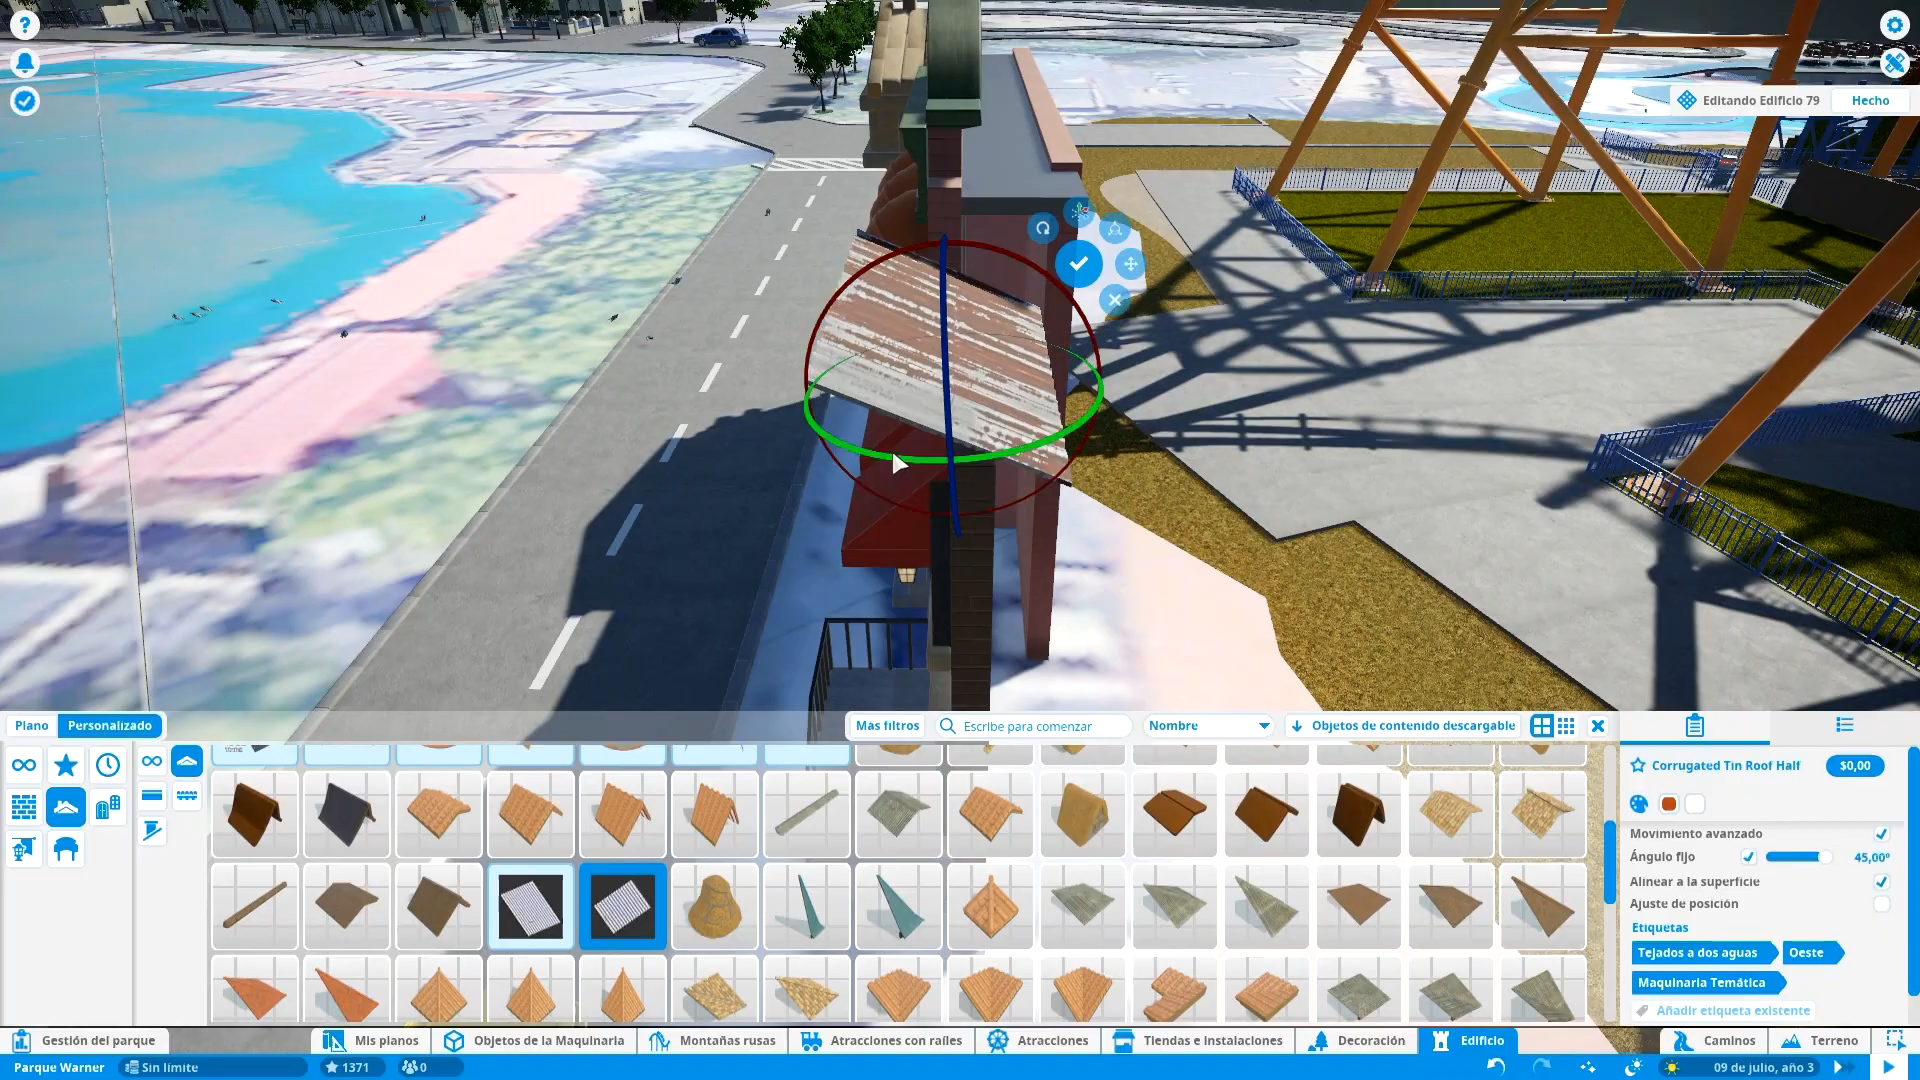 ?
Editando Edificio 79
Hecho
Plano
Personalizado
Más filtros
Escribe para comenzar
Nombre
Objetos de contenido descargable
Corrugated Tin Roof Half
$0,00
Movimiento avanzado
Ángulo fijo
45,00º
Alinear a la superficie
Ajuste de posición
Etiquetas
Tejados a dos aguas
Oeste
Maquinaria Temática
Añadir etiqueta existente
Gestión del parque
Mis planos
Objetos de la Maquinaria
Montañas rusas
Atracciones con raíles
Atracciones
Tiendas e Instalaciones
Decoración
Edificio
Caminos
Terreno
Parque Warner
Sin límite
1371
0
09 de julio, año 3